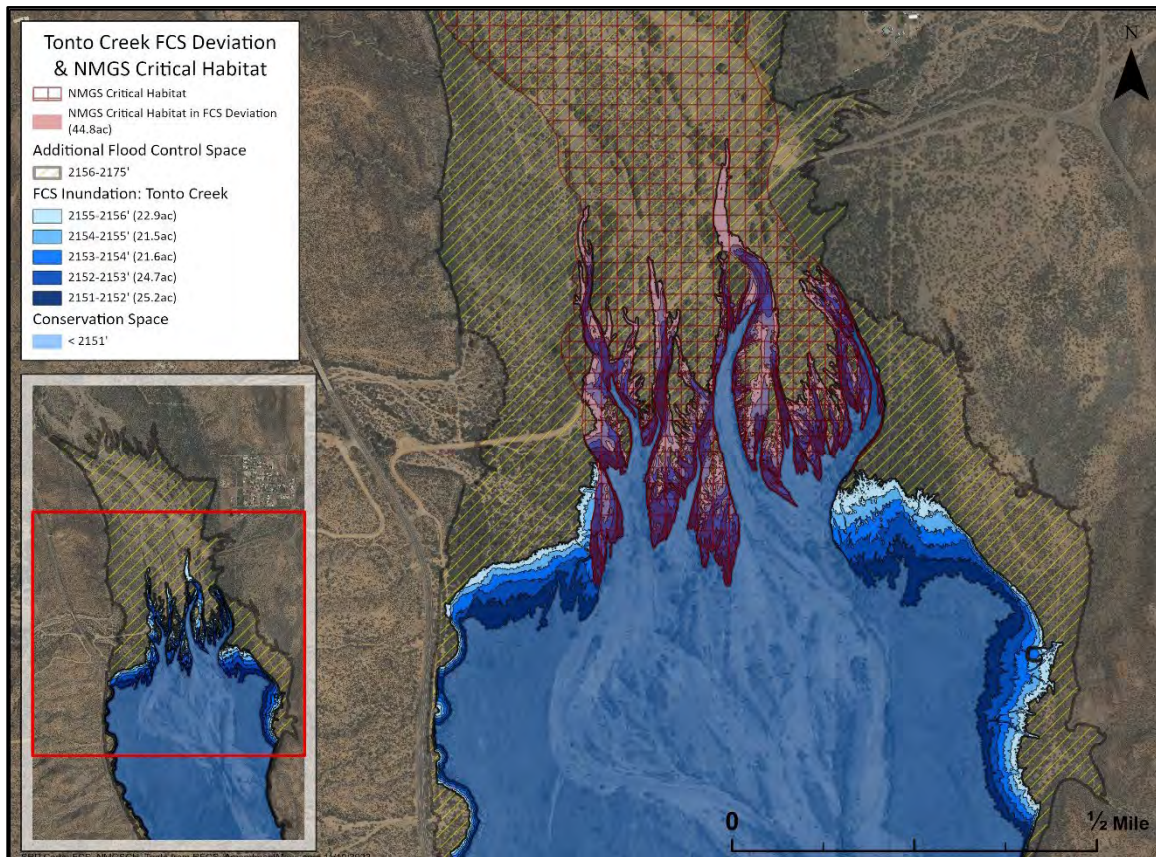 Tonto Creek FCS Deviation
& NMGS Critical Habitat
NMGS Critical Habitat
NMGS Critical Habitat in FCS Deviation
(44.8ac)
Additional Flood Control Space
2156-2175'
FCS Inundation: Tonto Creek
2155-2156' (22.9ac)
2154-2155' (21.5ac)
2153-2154' (21.6ac)
2152-2153' (24.7ac)
2151-2152' (25.2ac)
Conservation Space
< 2151'
N
0 ½ Mile